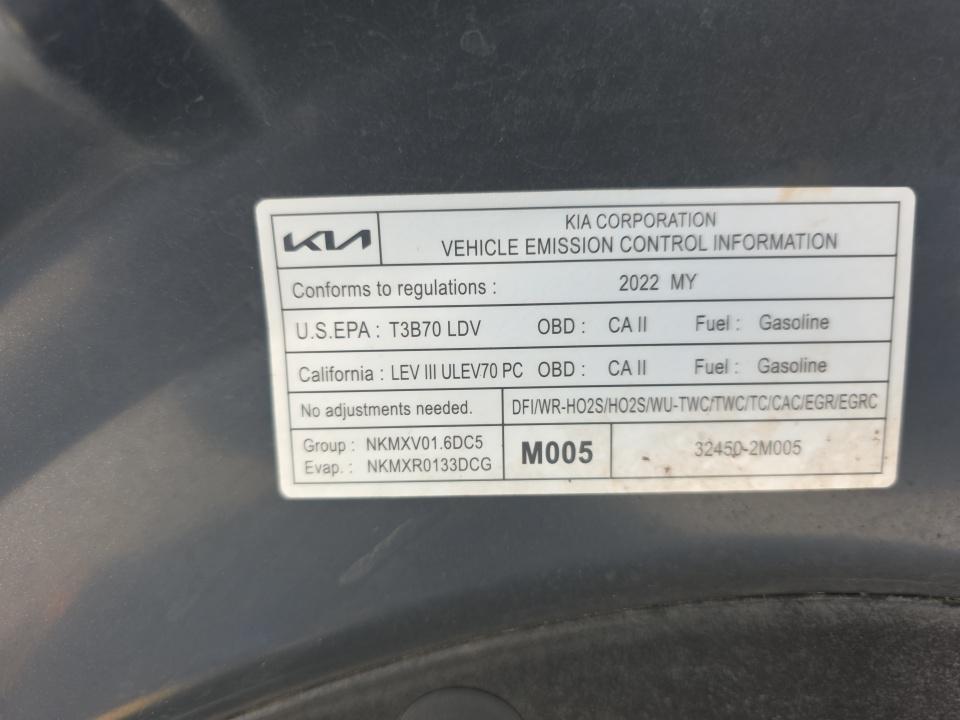 KIA
KIA CORPORATION
VEHICLE EMISSION CONTROL INFORMATION
Conforms to regulations : 2022 MY
U.S.EPA : T3B70 LDV OBD : CA II Fuel : Gasoline
California : LEV III ULEV70 PC OBD : CA II Fuel : Gasoline
No adjustments needed. DFI/WR-HO2S/HO2S/WU-TWC/TWC/TC/CAC/EGR/EGRC
Group : NKMXV01.6DC5
Evap. : NKMXR0133DCG
M005
32450-2M005